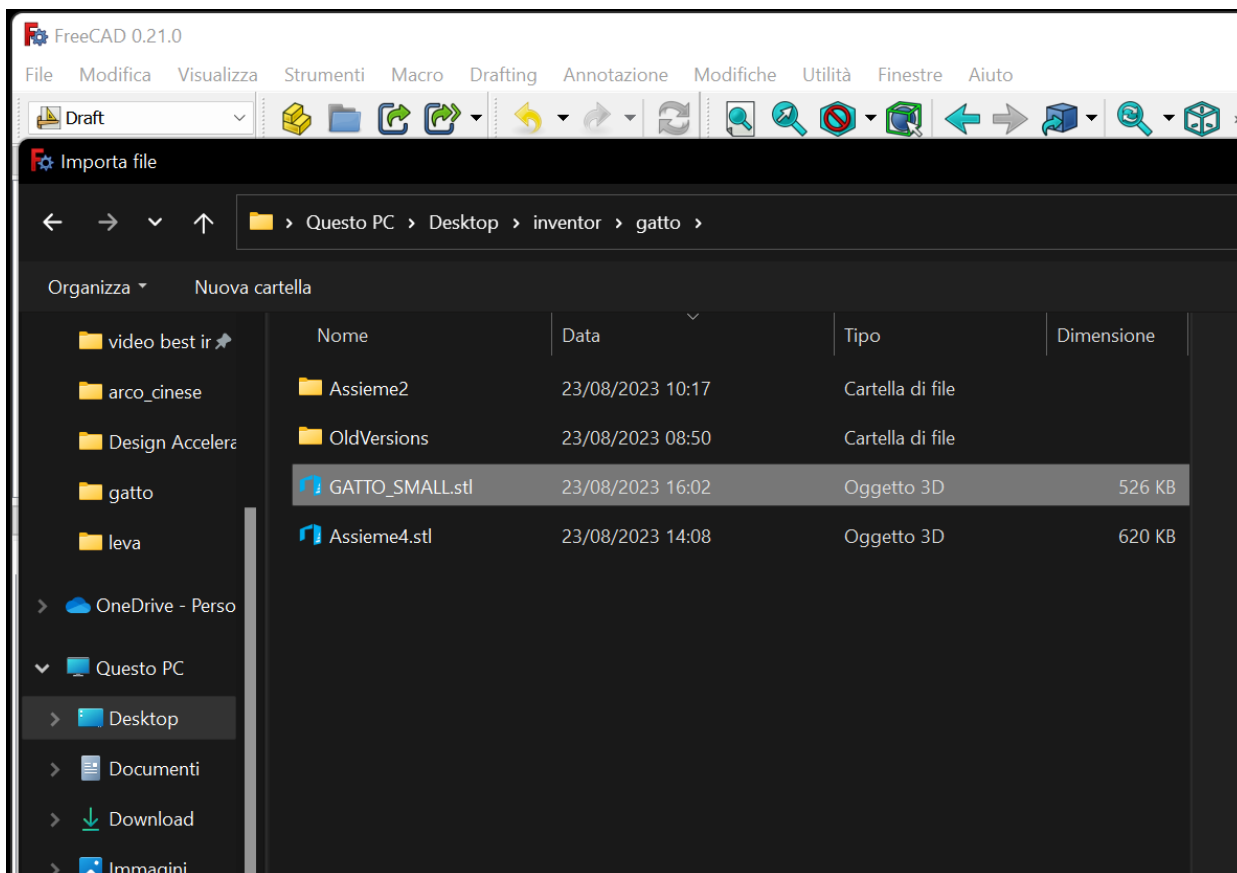 FreeCAD 0.21.0
File Modifica Visualizza Strumenti Macro Drafting Annotazione Modifiche Utilità Finestre Aiuto
Draft
Importa file
Questo PC > Desktop > inventor > gatto >
Organizza Nuova cartella
Nome Data Tipo Dimensione
video best ir
arco_cinese
Design Accelera
gatto
leva
OneDrive - Perso
Questo PC
Desktop
Documenti
Download
Immagini
Assieme2 23/08/2023 10:17 Cartella di file
OldVersions 23/08/2023 08:50 Cartella di file
GATTO_SMALL.stl 23/08/2023 16:02 Oggetto 3D 526 KB
Assieme4.stl 23/08/2023 14:08 Oggetto 3D 620 KB